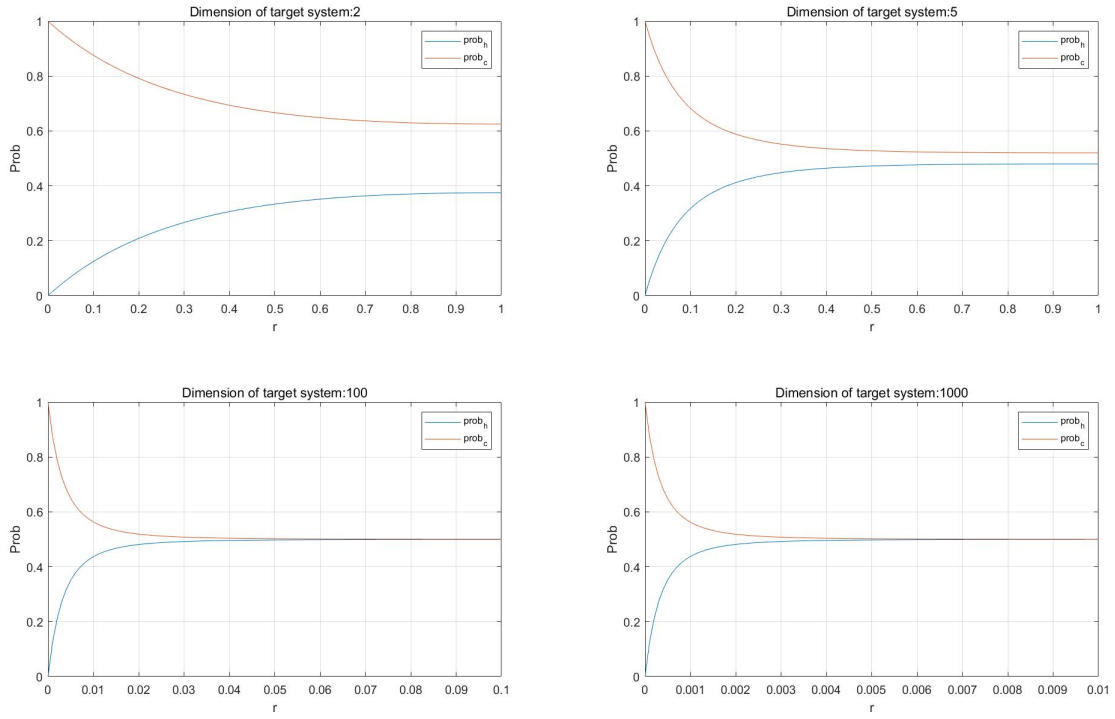 Dimension of target system:2
prob_h
prob_c
Prob
1
0.8
0.6
0.4
0.2
0
0 0.1 0.2 0.3 0.4 0.5 0.6 0.7 0.8 0.9 1
r
Dimension of target system:5
prob_h
prob_c
Prob
1
0.8
0.6
0.4
0.2
0
0 0.1 0.2 0.3 0.4 0.5 0.6 0.7 0.8 0.9 1
r
Dimension of target system:100
prob_h
prob_c
Prob
1
0.8
0.6
0.4
0.2
0
0 0.01 0.02 0.03 0.04 0.05 0.06 0.07 0.08 0.09 0.1
r
Dimension of target system:1000
prob_h
prob_c
Prob
1
0.8
0.6
0.4
0.2
0
0 0.001 0.002 0.003 0.004 0.005 0.006 0.007 0.008 0.009 0.01
r